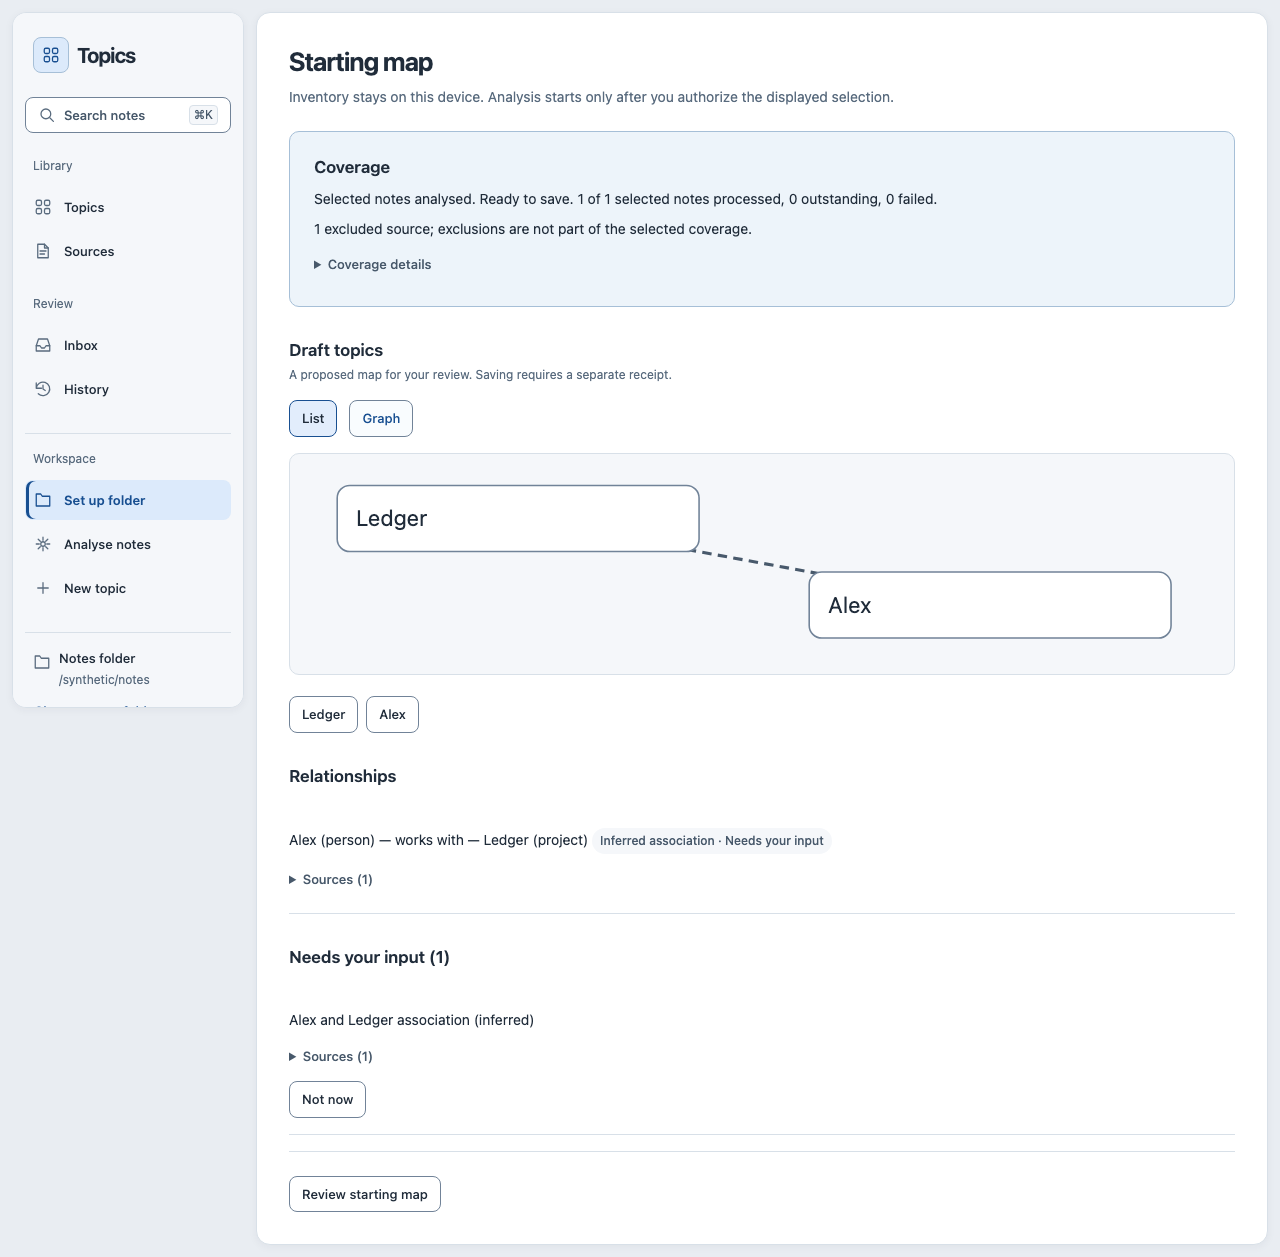 Topics
Search notes ⌘K
Library
Topics
Sources
Review
Inbox
History
Workspace
Set up folder
Analyse notes
New topic
Notes folder
/synthetic/notes
Starting map
Inventory stays on this device. Analysis starts only after you authorize the displayed selection.
Coverage
Selected notes analysed. Ready to save. 1 of 1 selected notes processed, 0 outstanding, 0 failed.
1 excluded source; exclusions are not part of the selected coverage.
Coverage details
Draft topics
A proposed map for your review. Saving requires a separate receipt.
List Graph
Ledger
Alex
Ledger Alex
Relationships
Alex (person) — works with — Ledger (project) Inferred association · Needs your input
Sources (1)
Needs your input (1)
Alex and Ledger association (inferred)
Sources (1)
Not now
Review starting map